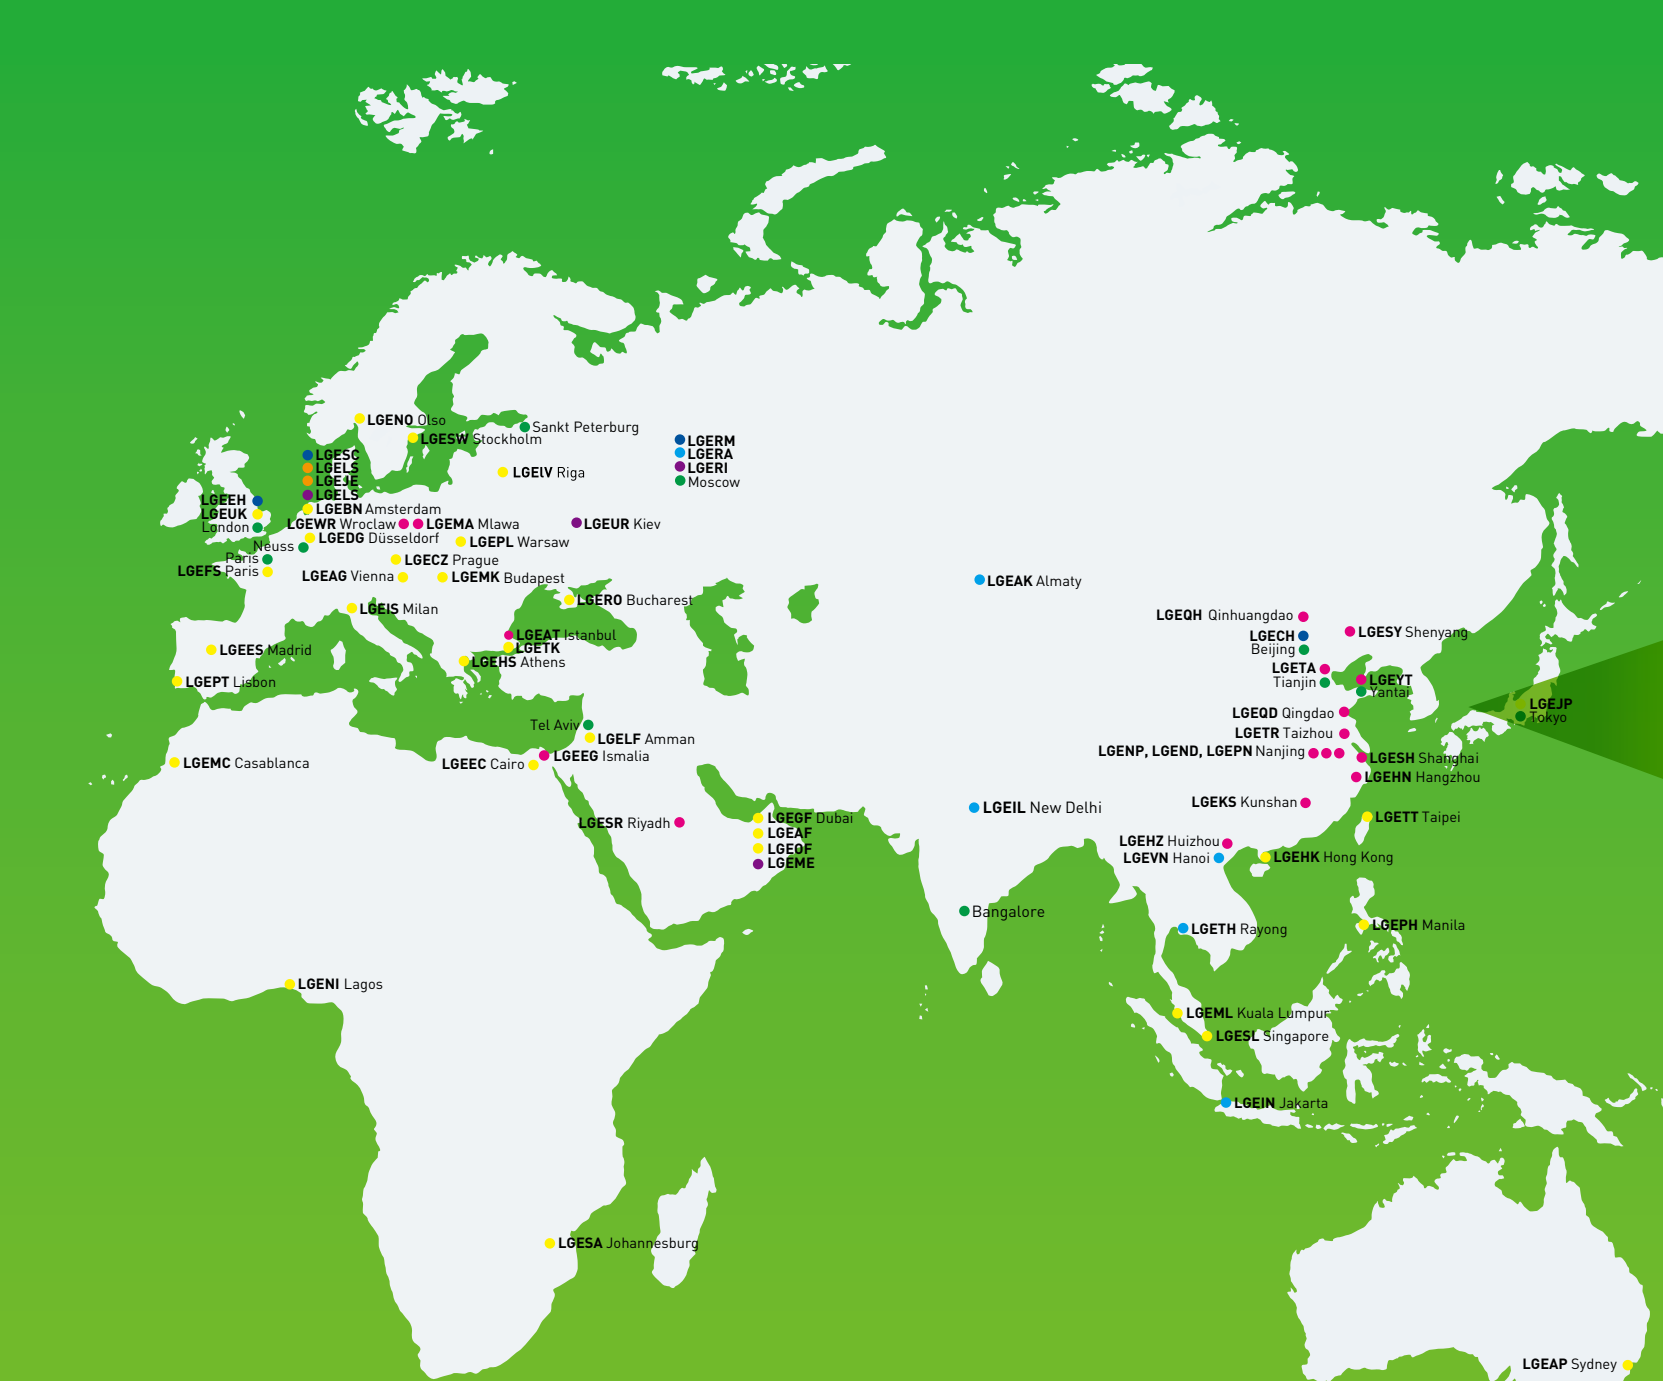 LGENO Olso
LGESW Stockholm
Sankt Peterburg
LGERM
LGERA
LGERI
Moscow
LGESC
LGELS
LGEJE
LGELS
LGEBN Amsterdam
LGElV Riga
LGEEH
LGEUK
London
LGEWR Wroclaw
LGEMA Mlawa
LGEUR Kiev
LGEDG Düsseldorf
Neuss
LGEPL Warsaw
Paris
LGEFS Paris
LGECZ Prague
LGEAG Vienna
LGEMK Budapest
LGEAK Almaty
LGERO Bucharest
LGEIS Milan
LGEQH Qinhuangdao
LGECH
Beijing
LGESY Shenyang
LGEAT Istanbul
LGETK
LGEES Madrid
LGEHS Athens
LGETA
Tianjin
LGEYT
Yantai
LGEPT Lisbon
LGEJP
Tokyo
LGEQD Qingdao
Tel Aviv
LGELF Amman
LGETR Taizhou
LGENP, LGEND, LGEPN Nanjing
LGEEG Ismalia
LGEEC Cairo
LGEMC Casablanca
LGESH Shanghai
LGEHN Hangzhou
LGEIL New Delhi
LGEKS Kunshan
LGESR Riyadh
LGEGF Dubai
LGEAF
LGEOF
LGEME
LGETT Taipei
LGEHZ Huizhou
LGEVN Hanoi
LGEHK Hong Kong
Bangalore
LGETH Rayong
LGEPH Manila
LGENI Lagos
LGEML Kuala Lumpur
LGESL Singapore
LGEIN Jakarta
LGESA Johannesburg
LGEAP Sydney